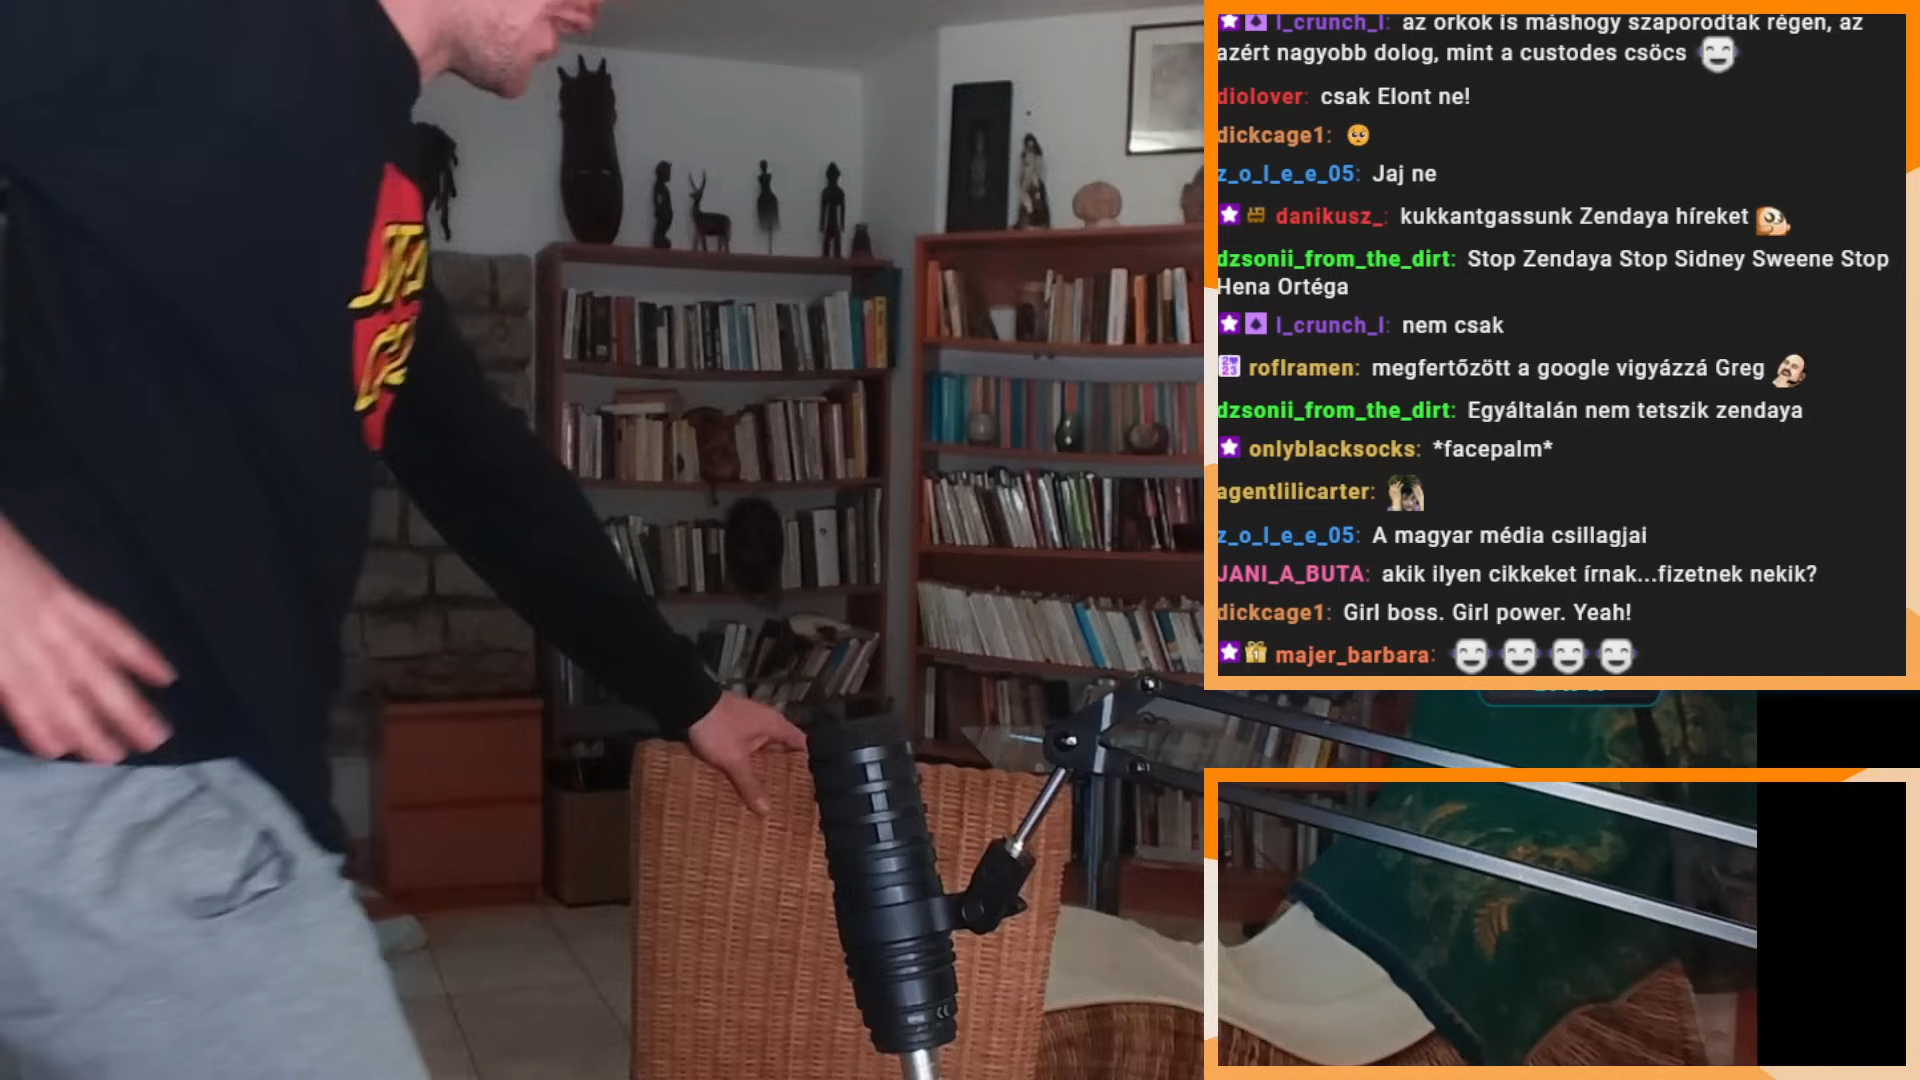 l_crunch_l: az orkok is máshogy szaporodtak régen, az
azért nagyobb dolog, mint a custodes csöcs
diolover: csak Elont ne!
dickcage1:
z_o_l_e_e_05: Jaj ne
danikusz_: kukkantgassunk Zendaya híreket
dzsonii_from_the_dirt: Stop Zendaya Stop Sidney Sweene Stop
Hena Ortéga
l_crunch_l: nem csak
roflramen: megfertőzött a google vigyázzá Greg
dzsonii_from_the_dirt: Egyáltalán nem tetszik zendaya
onlyblacksocks: *facepalm*
agentlilicarter:
z_o_l_e_e_05: A magyar média csillagjai
JANI_A_BUTA: akik ilyen cikkeket írnak...fizetnek nekik?
dickcage1: Girl boss. Girl power. Yeah!
majer_barbara: